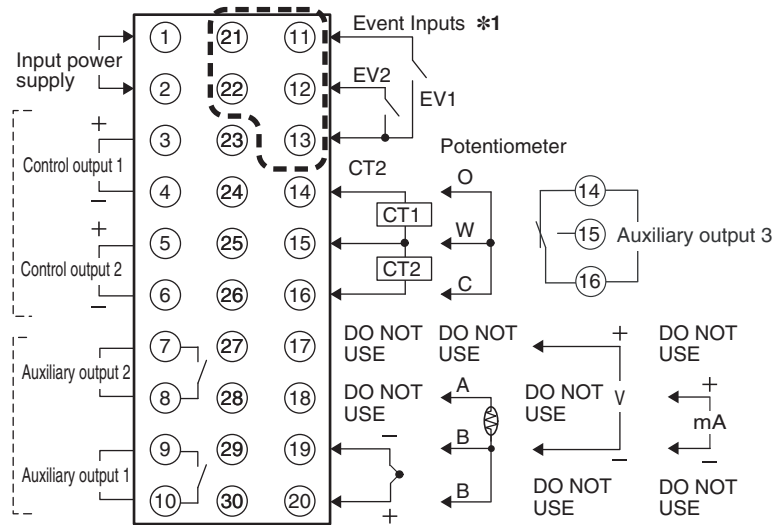 Event Inputs *1
1 21 11
Input power
supply
EV2
2 22 12
EV1
+
3 23 13
Control output 1
Potentiometer
CT2
O
4 24 14
14
−
CT1
+
W
5 25 15
15 Auxiliary output 3
Control output 2
CT2
C
6 26 16
16
−
DO NOT
USE
DO NOT
USE
+
DO NOT
USE
7 27 17
Auxiliary output 2
8 28 18
DO NOT
USE
A
DO NOT
USE
V
+
mA
9 29 19
−
B
−
−
Auxiliary output 1
10 30 20
+
B
DO NOT
USE
DO NOT
USE